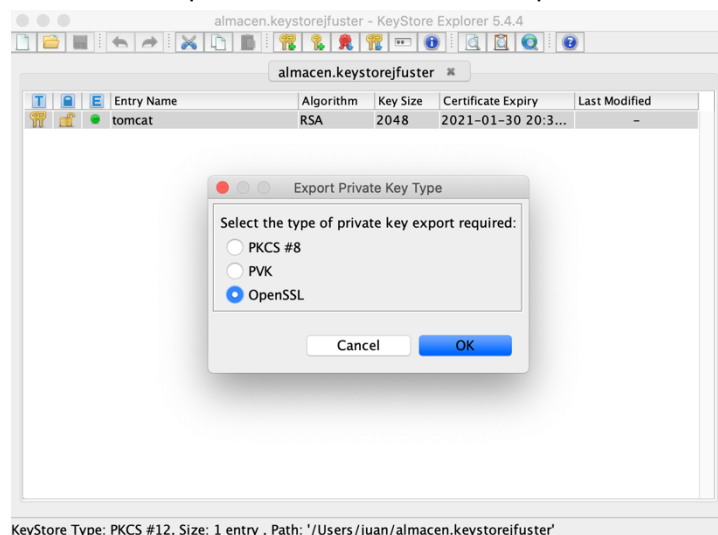 almacen.keystorejfuster - KeyStore Explorer 5.4.4
almacen.keystorejfuster
T E Entry Name Algorithm Key Size Certificate Expiry Last Modified
tomcat RSA 2048 2021-01-30 20:3... -
Export Private Key Type
Select the type of private key export required:
PKCS #8
PVK
OpenSSL
Cancel OK
KeyStore Type: PKCS #12, Size: 1 entry , Path: '/Users/juan/almacen.keystorejfuster'